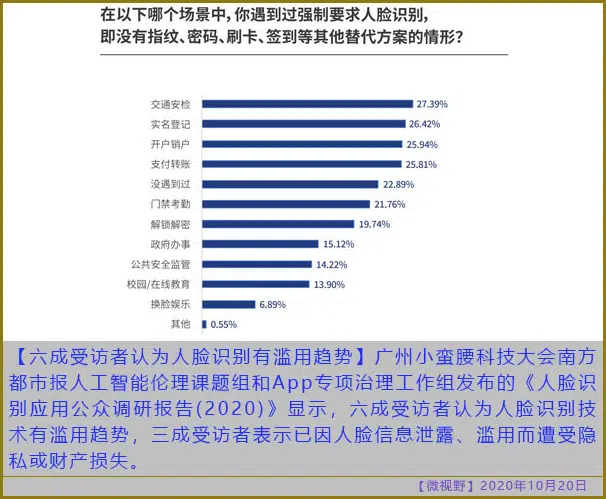 在以下哪个场景中,你遇到过强制要求人脸识别,
即没有指纹、密码、刷卡、签到等其他替代方案的情形?
交通安检 27.39%
实名登记 26.42%
开户销户 25.94%
支付转账 25.81%
没遇到过 22.89%
门禁考勤 21.76%
解锁解密 19.74%
政府办事 15.12%
公共安全监管 14.22%
校园/在线教育 13.90%
换脸娱乐 6.89%
其他 0.55%
【六成受访者认为人脸识别有滥用趋势】广州小蛮腰科技大会南方
都市报人工智能伦理课题组和App专项治理工作组发布的《人脸识
别应用公众调研报告(2020)》显示，六成受访者认为人脸识别技
术有滥用趋势，三成受访者表示已因人脸信息泄露、滥用而遭受隐
私或财产损失。
【微视野】2020年10月20日